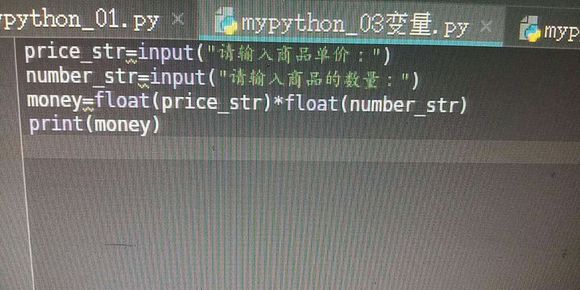 ypython_01.py mypython_03变量.py myp
price_str=input("请输入商品单价：")
number_str=input("请输入商品的数量：")
money=float(price_str)*float(number_str)
print(money)